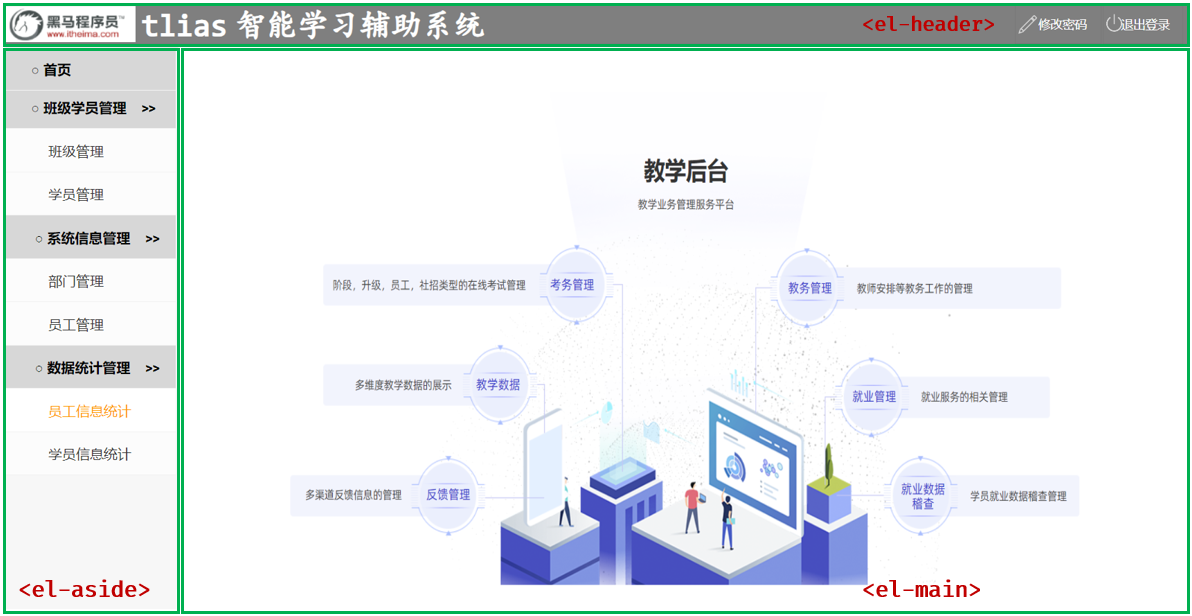 黑马程序员™
www.itheima.com
tlias 智能学习辅助系统
<el-header>
修改密码
退出登录
首页
班级学员管理 >>
班级管理
学员管理
系统信息管理 >>
部门管理
员工管理
数据统计管理 >>
员工信息统计
学员信息统计
<el-aside>
教学后台
教学业务管理服务平台
阶段，升级，员工，社招类型的在线考试管理
考务管理
教务管理
教师安排等教务工作的管理
多维度教学数据的展示
教学数据
就业管理
就业服务的相关管理
多渠道反馈信息的管理
反馈管理
就业数据
稽查
学员就业数据稽查管理
<el-main>